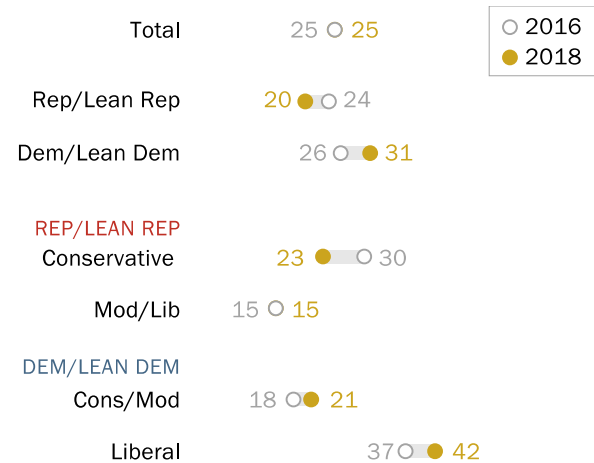 Total 25 25
2016
2018
Rep/Lean Rep 20 24
Dem/Lean Dem 26 31
REP/LEAN REP
Conservative 23 30
Mod/Lib 15 15
DEM/LEAN DEM
Cons/Mod 18 21
Liberal 37 42